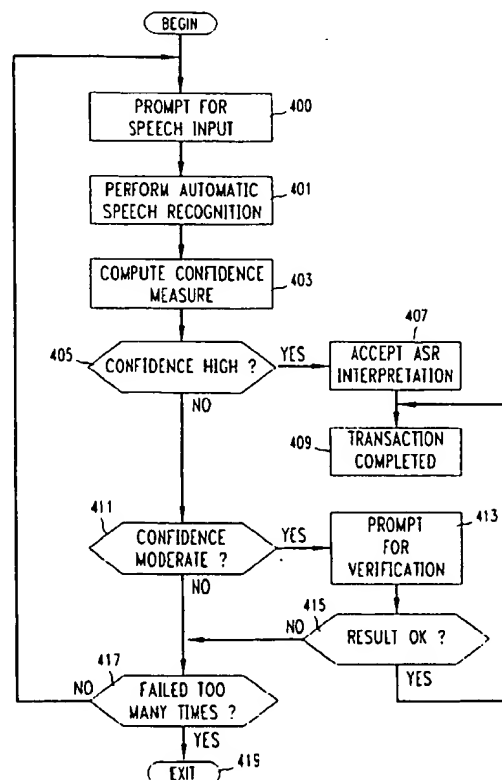 BEGIN
PROMPT FOR
SPEECH INPUT
400
PERFORM AUTOMATIC
SPEECH RECOGNITION
401
COMPUTE CONFIDENCE
MEASURE
403
405
CONFIDENCE HIGH ?
YES
NO
407
ACCEPT ASR
INTERPRETATION
409
TRANSACTION
COMPLETED
411
CONFIDENCE
MODERATE ?
YES
NO
413
PROMPT
FOR
VERIFICATION
415
NO
RESULT OK ?
YES
417
NO
FAILED TOO
MANY TIMES ?
YES
EXIT
419